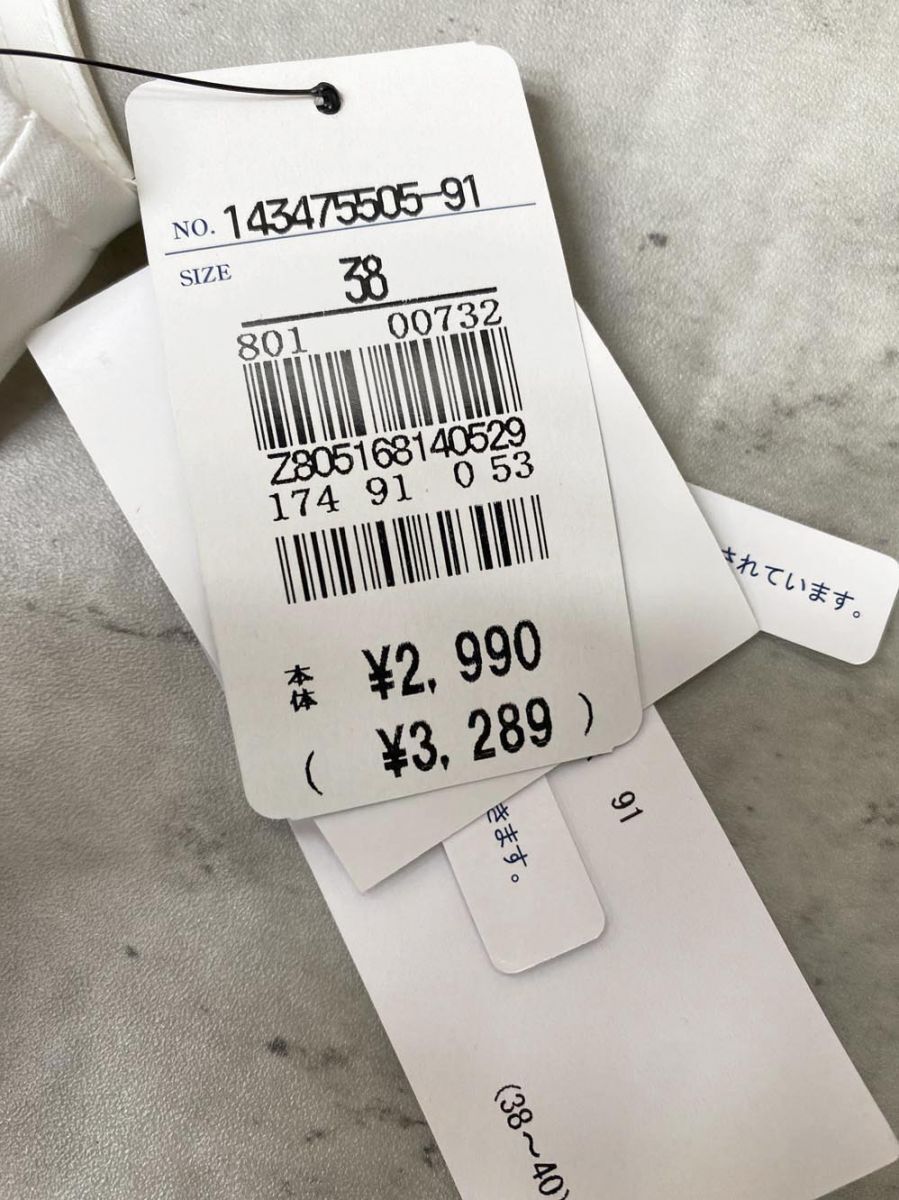 NO. 143475505-91
SIZE 38
801 00732
Z805168140529
174 91 0 53
本体 ¥2,990
( ¥3,289 )
されています。
きます。
91
(38～40)